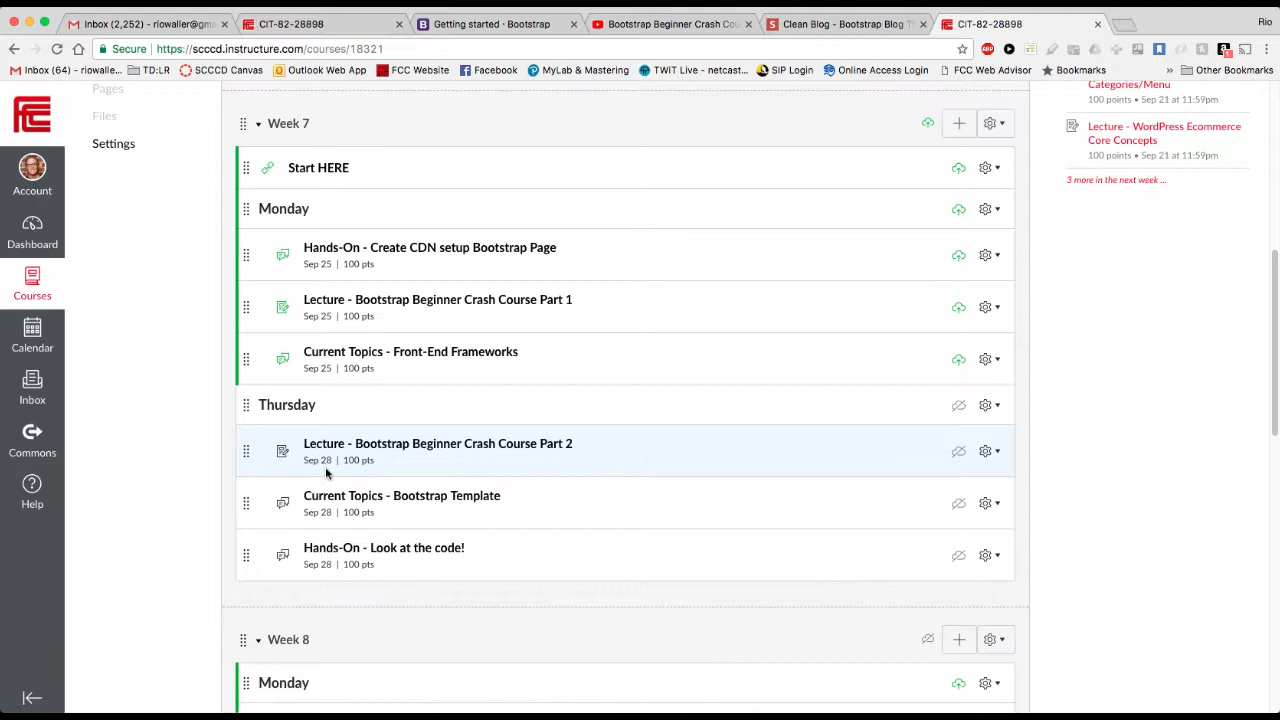 Inbox (2,252) - riowaller@gma
CIT-82-28898
Getting started · Bootstrap
Bootstrap Beginner Crash Cou
Clean Blog - Bootstrap Blog T
CIT-82-28898
Rio
Secure | https://scccd.instructure.com/courses/18321
Inbox (64) - riowalle...
TD:LR
SCCCD Canvas
Outlook Web App
FCC Website
Facebook
MyLab & Mastering
TWiT Live - netcast...
SIP Login
Online Access Login
FCC Web Advisor
Bookmarks
»
Other Bookmarks
Account
Dashboard
Courses
Calendar
Inbox
Commons
Help
Pages
Files
Settings
Week 7
Start HERE
Monday
Hands-On - Create CDN setup Bootstrap Page
Sep 25 | 100 pts
Lecture - Bootstrap Beginner Crash Course Part 1
Sep 25 | 100 pts
Current Topics - Front-End Frameworks
Sep 25 | 100 pts
Thursday
Lecture - Bootstrap Beginner Crash Course Part 2
Sep 28 | 100 pts
Current Topics - Bootstrap Template
Sep 28 | 100 pts
Hands-On - Look at the code!
Sep 28 | 100 pts
Week 8
Monday
Categories/Menu
100 points • Sep 21 at 11:59pm
Lecture - WordPress Ecommerce
Core Concepts
100 points • Sep 21 at 11:59pm
3 more in the next week ...